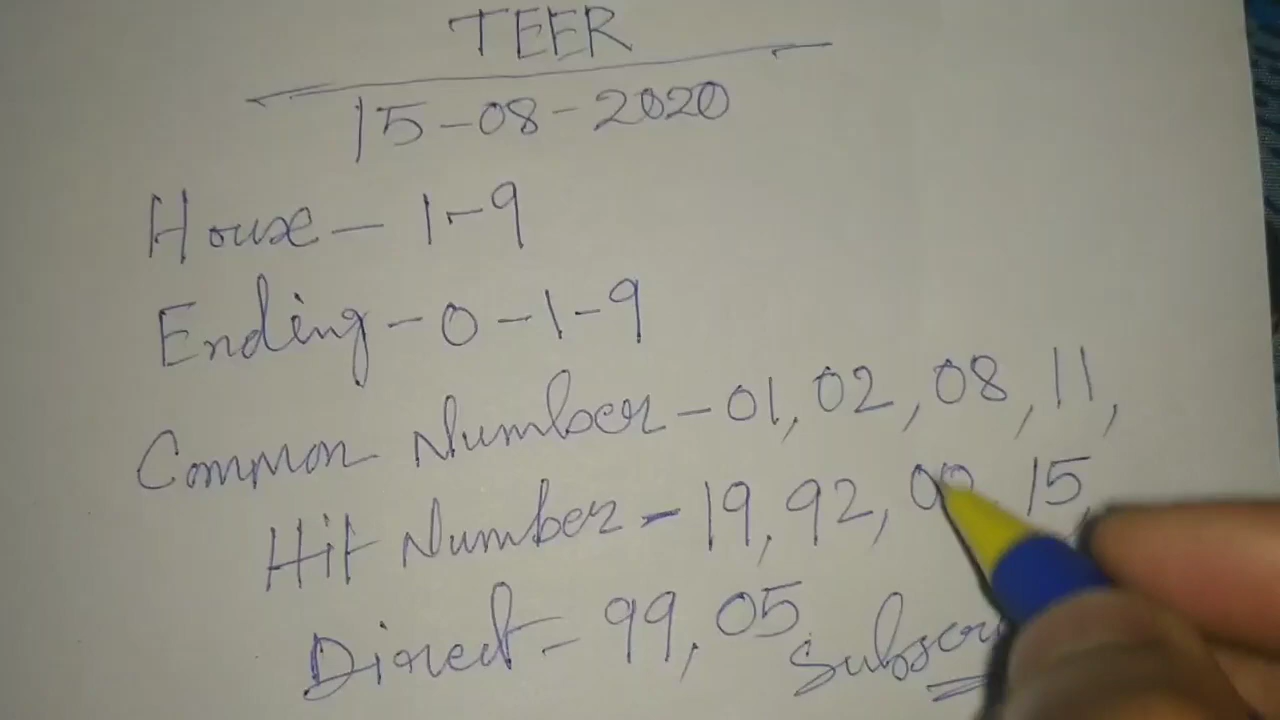 TEER
15-08-2020
House - 1-9
Ending - 0-1-9
Common Number - 01, 02, 08, 11,
Hit Number - 19, 92, 15,
Direct = 99, 05